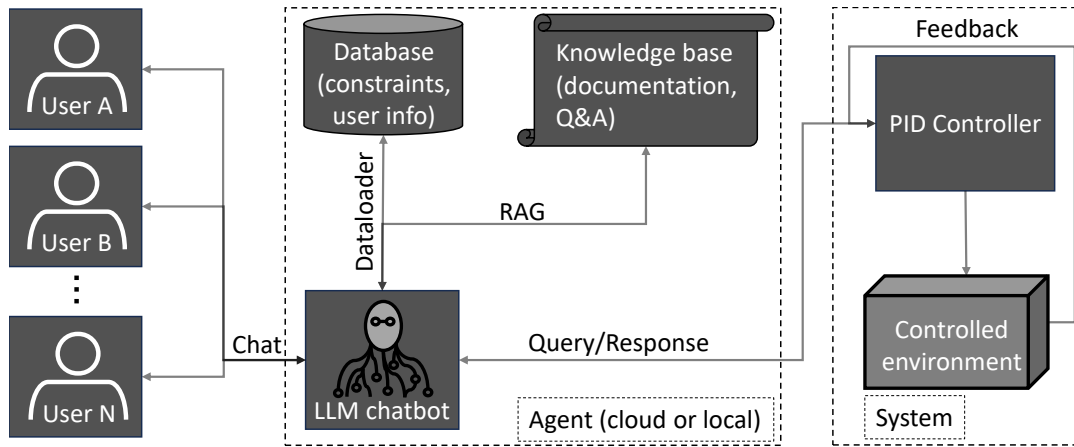 User A
User B
User N
Chat
Database
(constraints,
user info)
Knowledge base
(documentation,
Q&A)
Dataloader
RAG
LLM chatbot
Query/Response
Agent (cloud or local)
Feedback
PID Controller
Controlled
environment
System